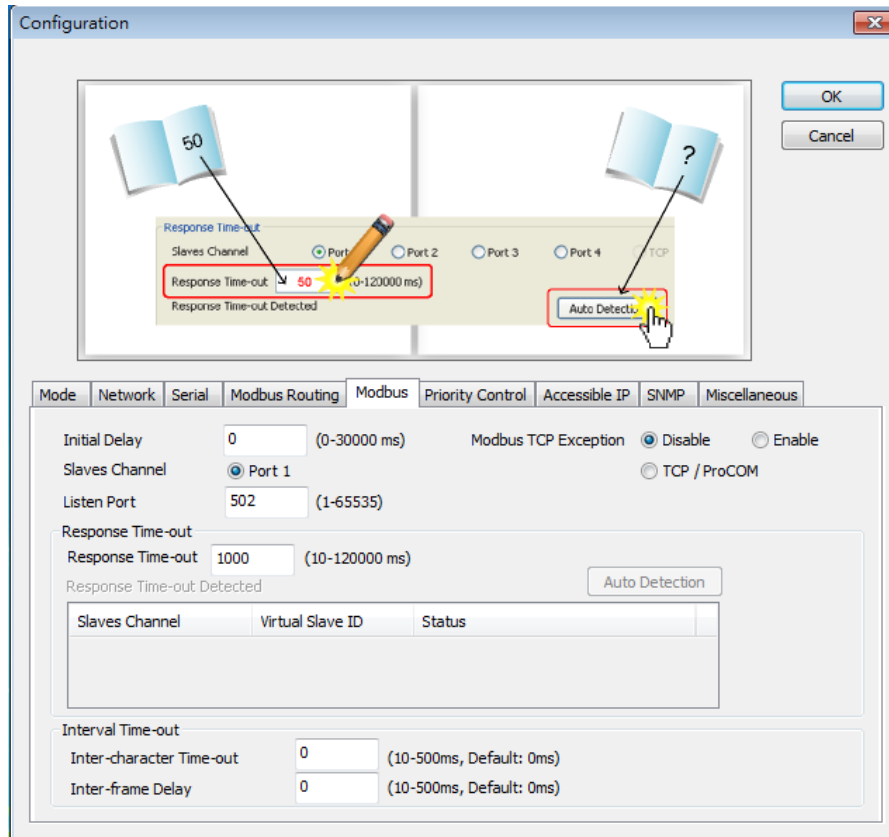 Configuration
OK
Cancel
50
?
Response Time-out
Slaves Channel Port Port 2 Port 3 Port 4 TCP
Response Time-out 50 0-120000 ms)
Response Time-out Detected Auto Detectio
Mode Network Serial Modbus Routing Modbus Priority Control Accessible IP SNMP Miscellaneous
Initial Delay 0 (0-30000 ms) Modbus TCP Exception Disable Enable
Slaves Channel Port 1 TCP / ProCOM
Listen Port 502 (1-65535)
Response Time-out
Response Time-out 1000 (10-120000 ms)
Response Time-out Detected Auto Detection
Slaves Channel Virtual Slave ID Status
Interval Time-out
Inter-character Time-out 0 (10-500ms, Default: 0ms)
Inter-frame Delay 0 (10-500ms, Default: 0ms)